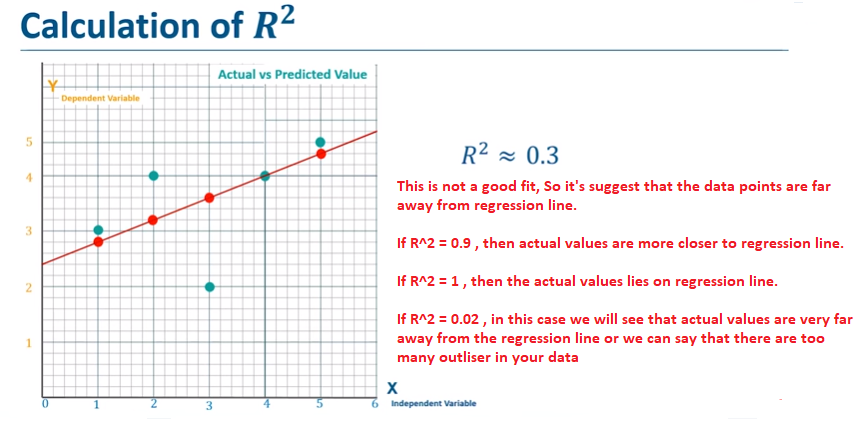 Calculation of R²
Actual vs Predicted Value
Y
Dependent Variable
5
4
3
2
1
0 1 2 3 4 5 6
X
Independent Variable
R² ≈ 0.3
This is not a good fit, So it's suggest that the data points are far
away from regression line.
If R^2 = 0.9 , then actual values are more closer to regression line.
If R^2 = 1 , then the actual values lies on regression line.
If R^2 = 0.02 , in this case we will see that actual values are very far
away from the regression line or we can say that there are too
many outliser in your data